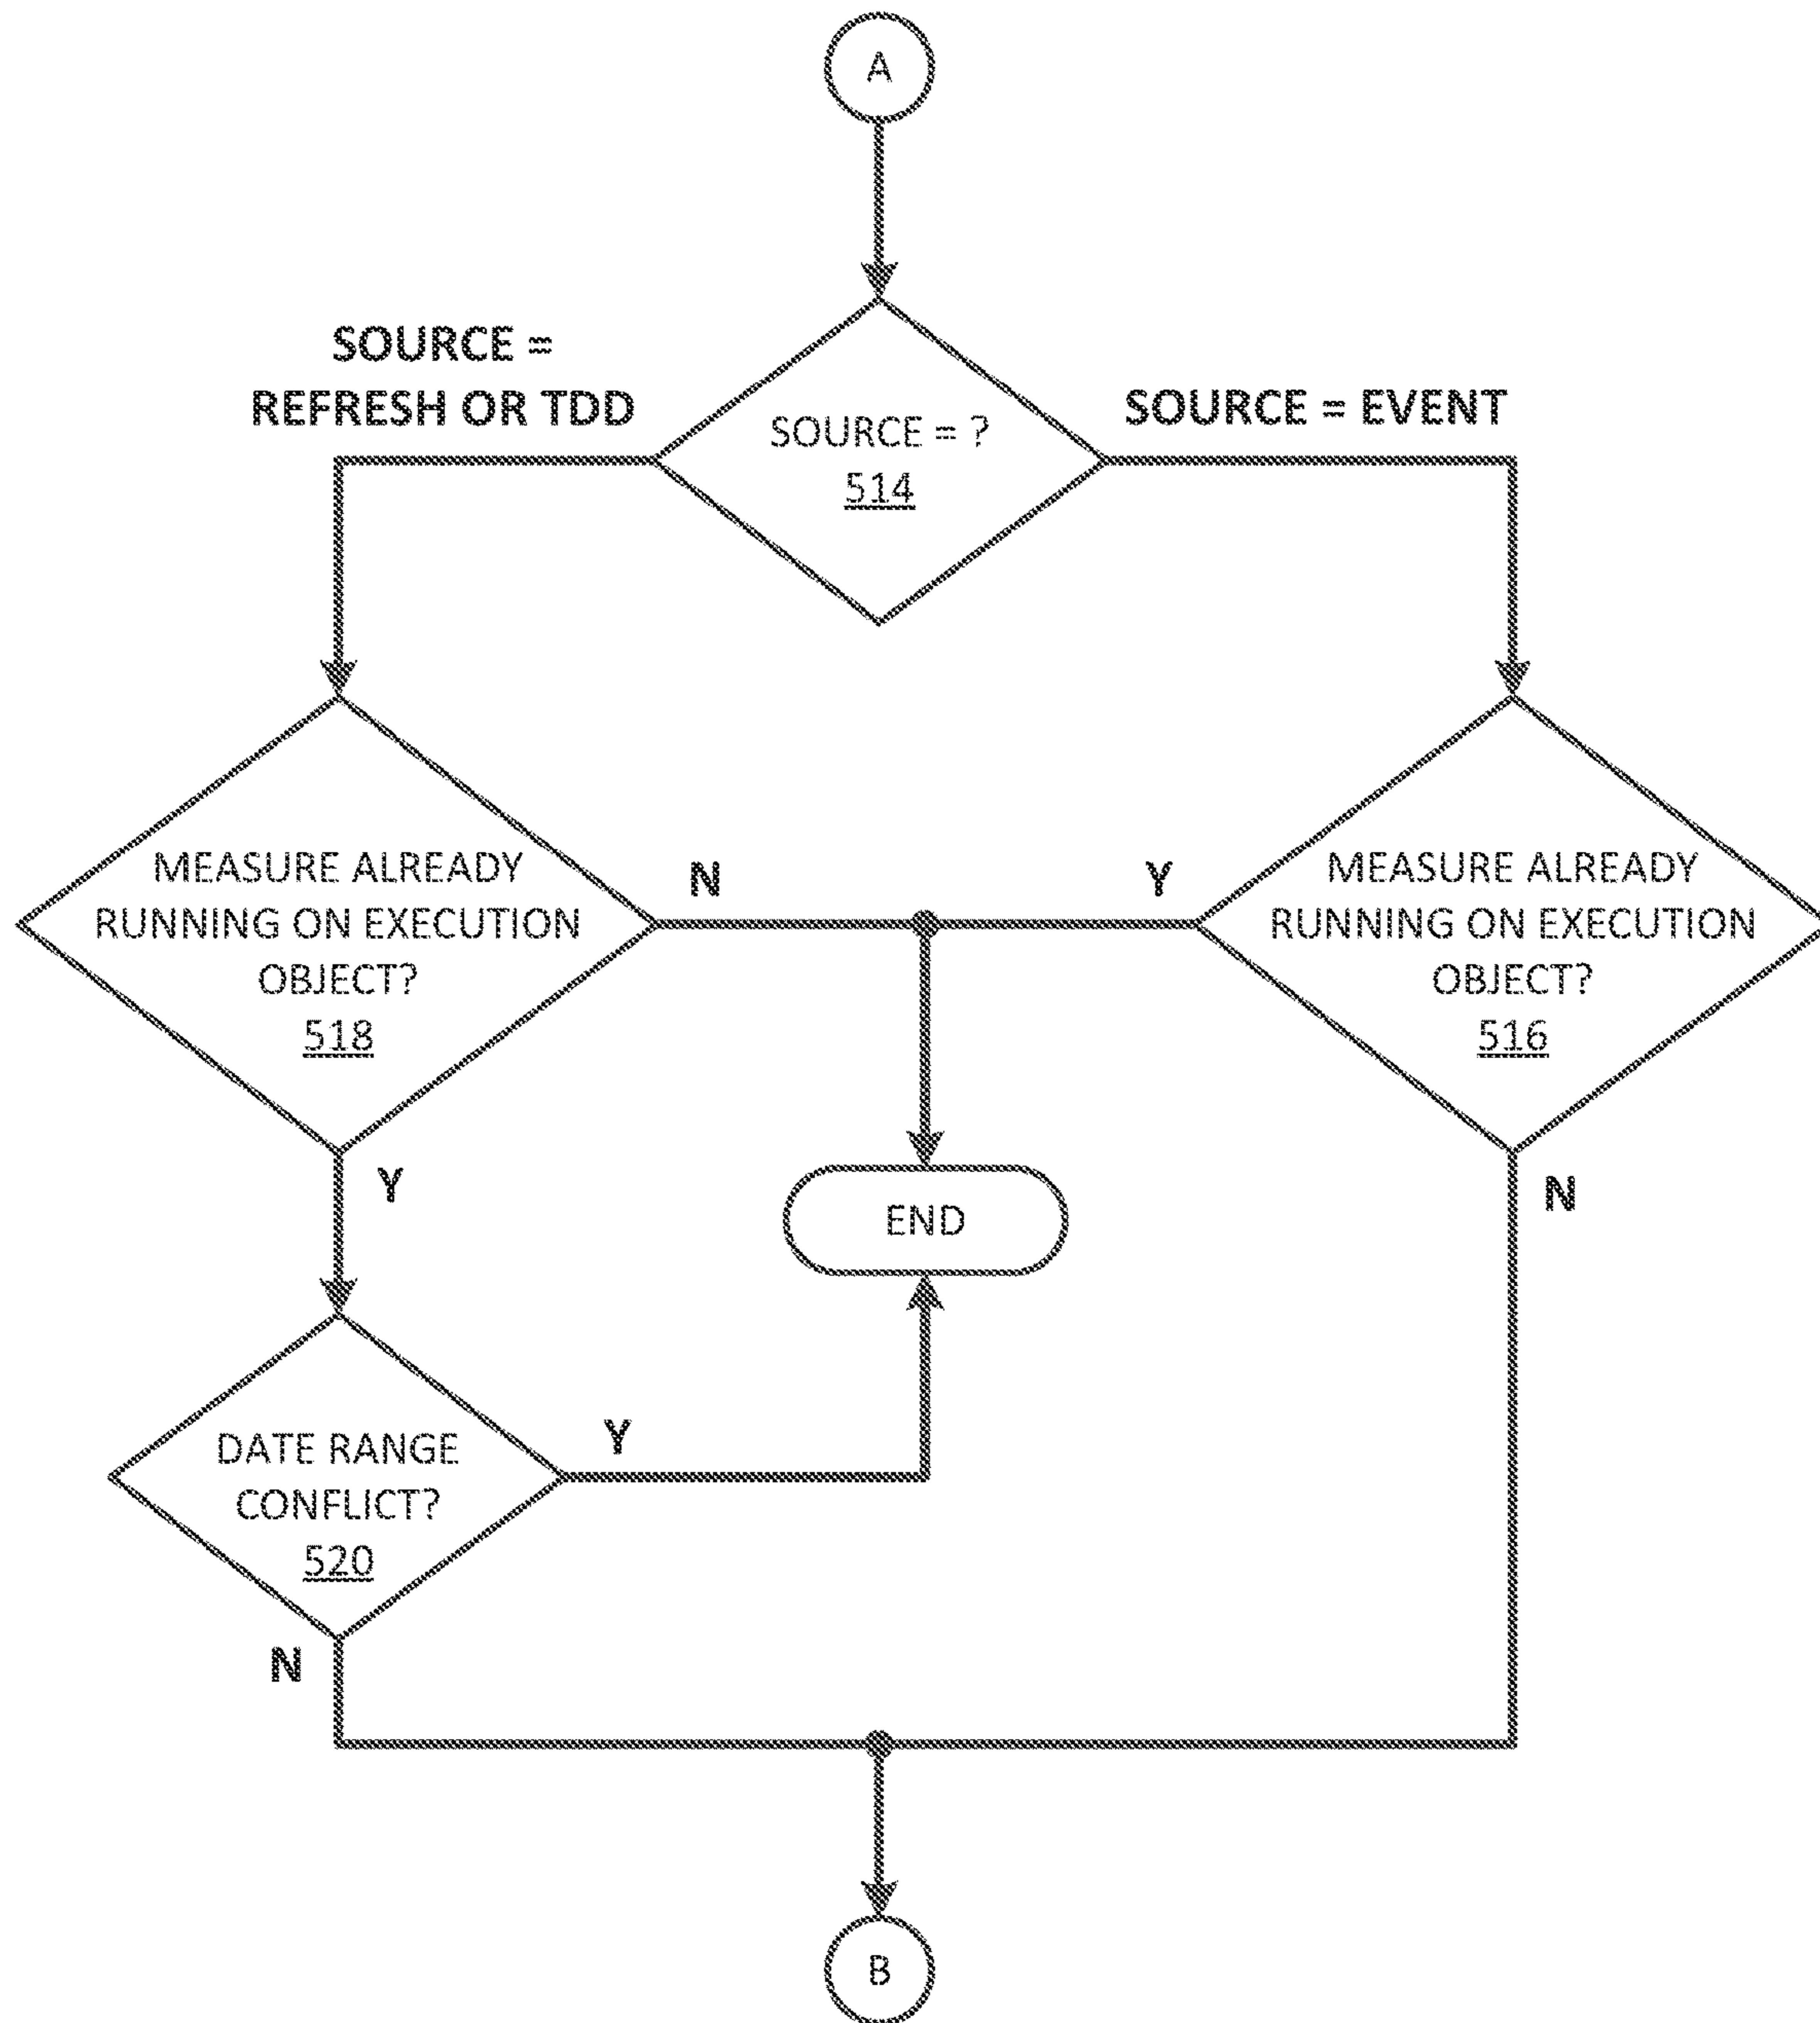 A
SOURCE =
REFRESH OR TDD
SOURCE = ?
514
SOURCE = EVENT
MEASURE ALREADY
RUNNING ON EXECUTION
OBJECT?
518
N
Y
MEASURE ALREADY
RUNNING ON EXECUTION
OBJECT?
516
Y
END
N
DATE RANGE
CONFLICT?
520
Y
N
B